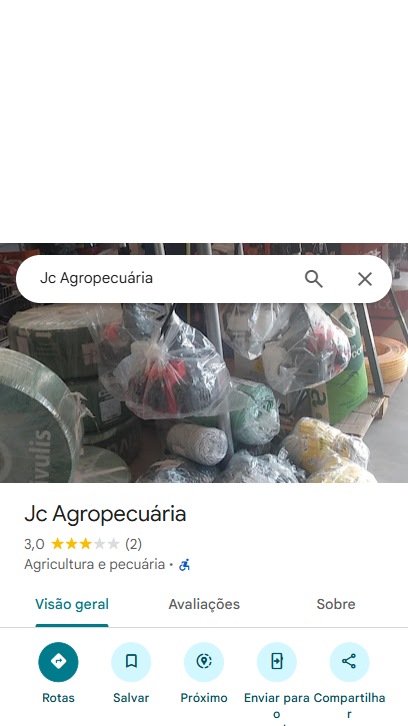 Jc Agropecuária
ivulis
Jc Agropecuária
3,0 (2)
Agricultura e pecuária ·
Visão geral Avaliações Sobre
Rotas Salvar Próximo Enviar para o Compartilhar